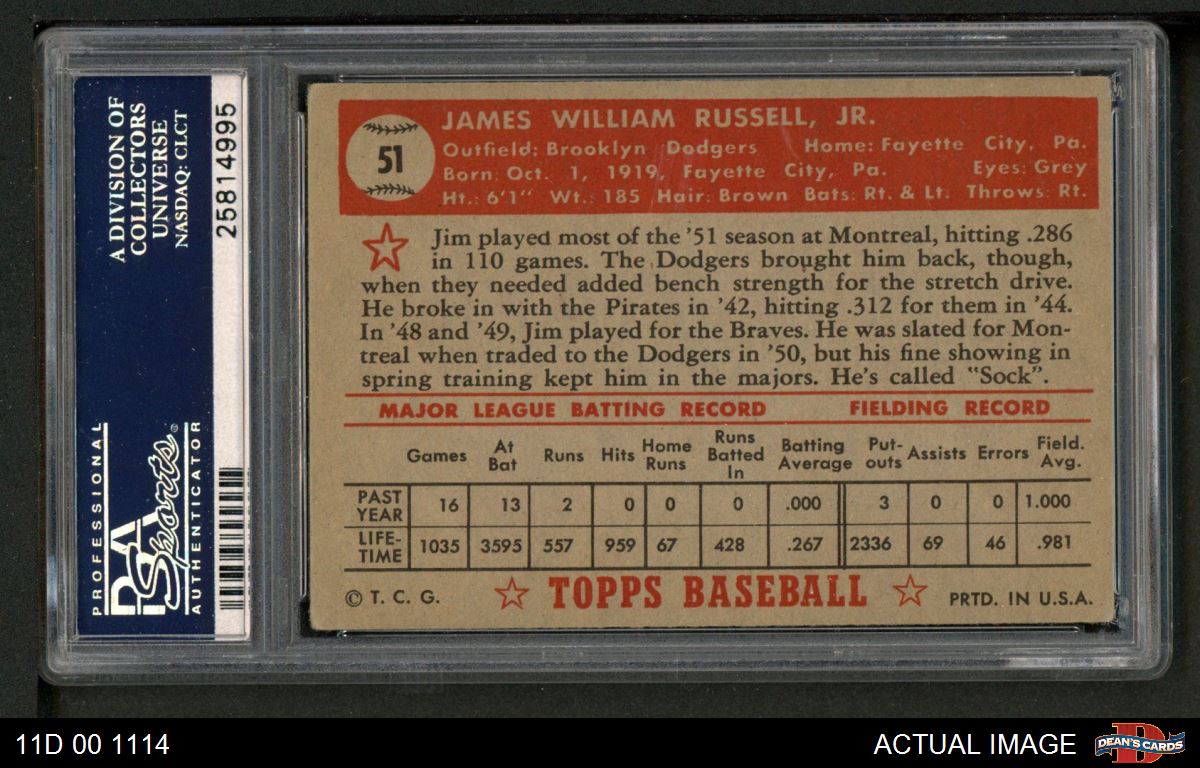 A DIVISION OF
COLLECTORS
UNIVERSE
NASDAQ: CLCT
25814995
PROFESSIONAL
PSA
Sports®
AUTHENTICATOR
51
JAMES WILLIAM RUSSELL, JR.
Outfield: Brooklyn Dodgers Home: Fayette City, Pa.
Born: Oct. 1, 1919, Fayette City, Pa. Eyes: Grey
Ht.: 6'1" Wt.: 185 Hair: Brown Bats: Rt. & Lt. Throws: Rt.
Jim played most of the '51 season at Montreal, hitting .286
in 110 games. The Dodgers brought him back, though,
when they needed added bench strength for the stretch drive.
He broke in with the Pirates in '42, hitting .312 for them in '44.
In '48 and '49, Jim played for the Braves. He was slated for Mon-
treal when traded to the Dodgers in '50, but his fine showing in
spring training kept him in the majors. He's called "Sock".
MAJOR LEAGUE BATTING RECORD FIELDING RECORD
Games At Bat Runs Hits Home Runs Runs Batted In Batting Average Put-outs Assists Errors Field. Avg.
PAST YEAR 16 13 2 0 0 0 .000 3 0 0 1.000
LIFE-TIME 1035 3595 557 959 67 428 .267 2336 69 46 .981
© T. C. G. TOPPS BASEBALL PRTD. IN U.S.A.
11D 00 1114 ACTUAL IMAGE D DEAN'S CARDS